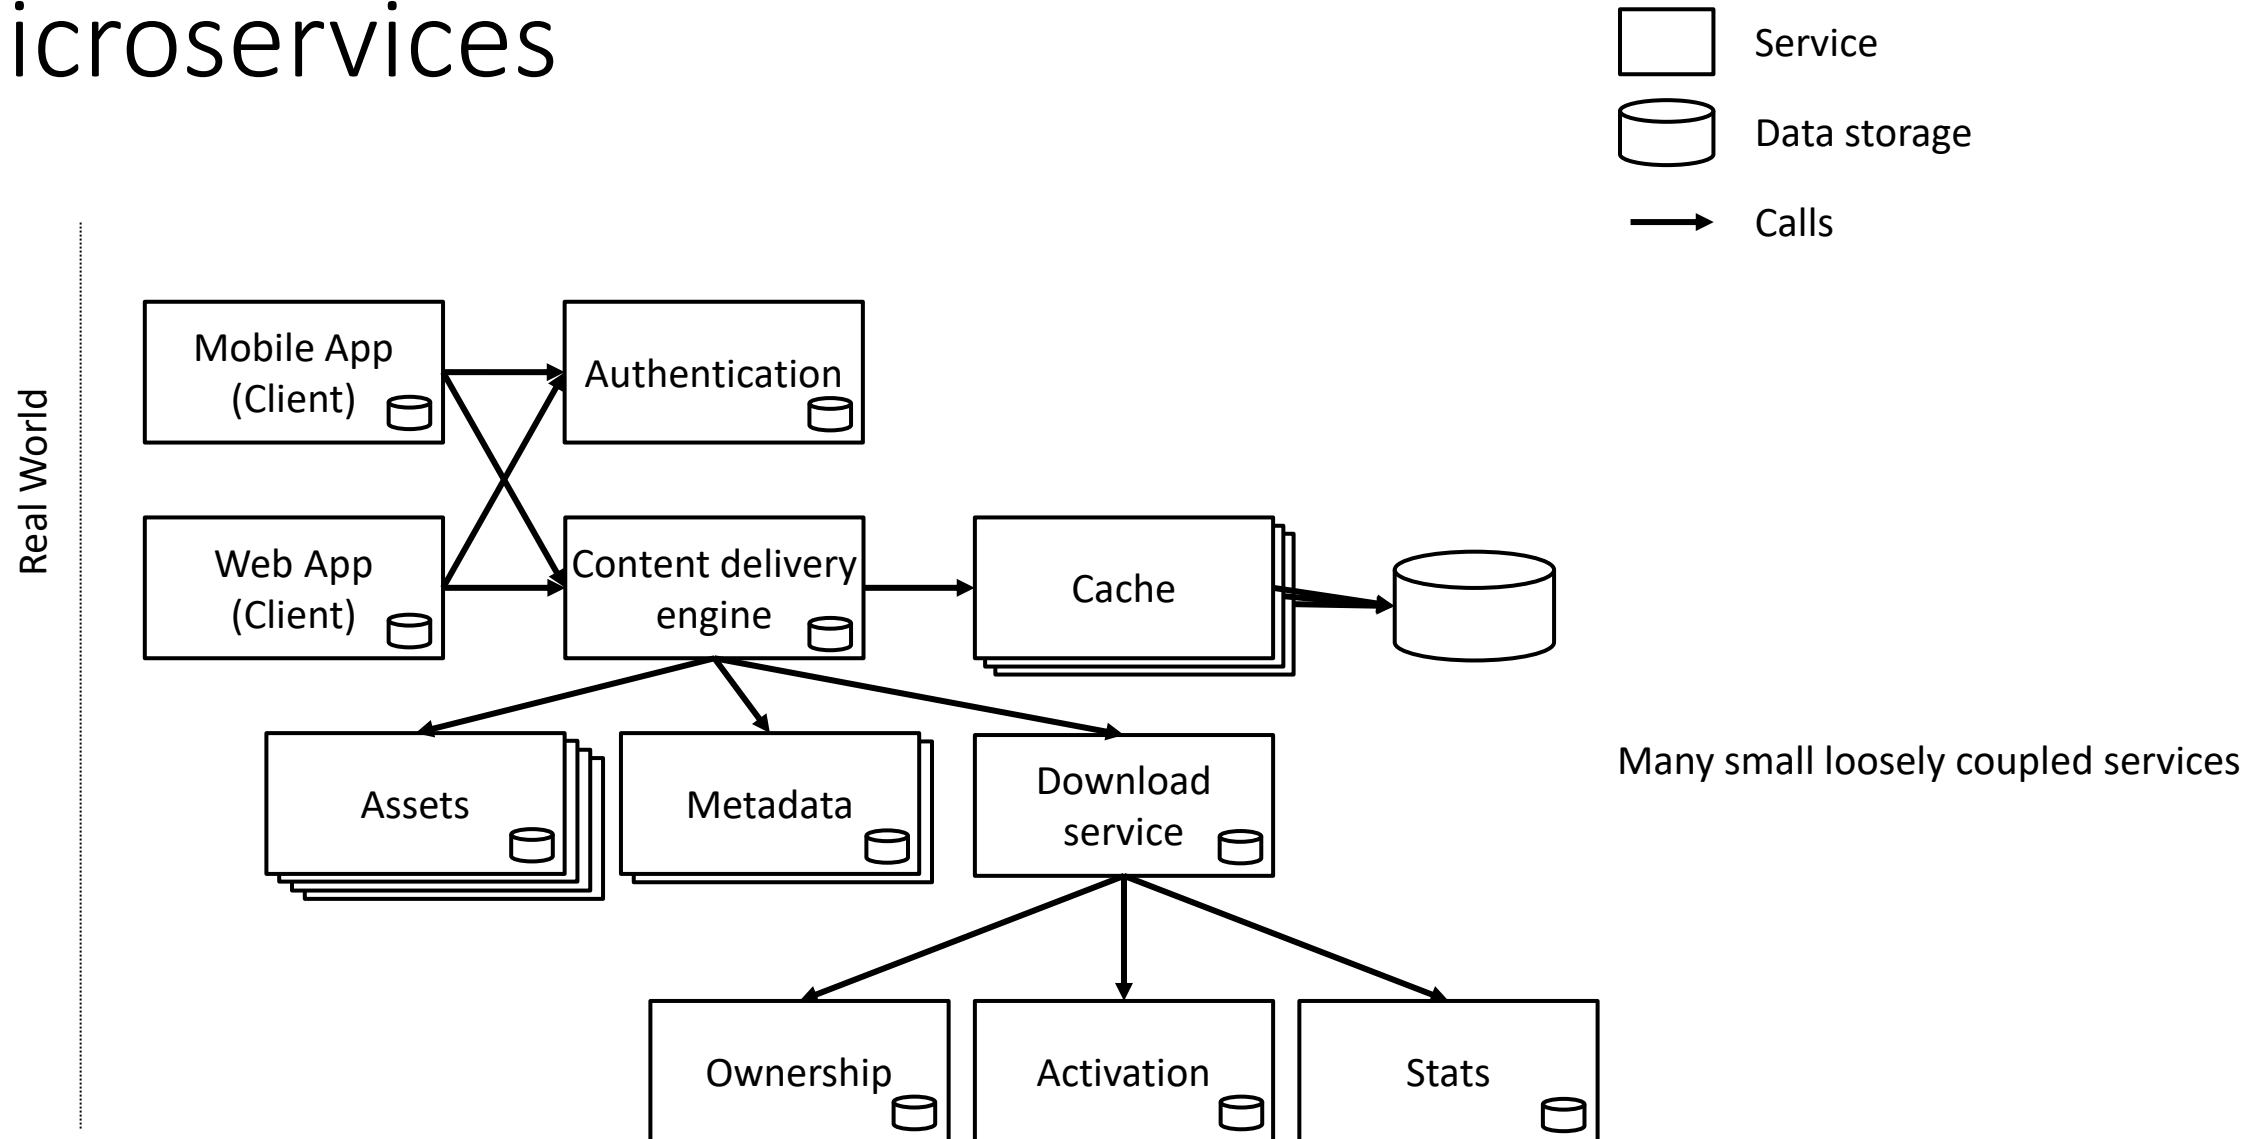 icroservices
Service
Data storage
Calls
Real World
Mobile App
(Client)
Authentication
Web App
(Client)
Content delivery
engine
Cache
Many small loosely coupled services
Assets
Metadata
Download
service
Ownership
Activation
Stats